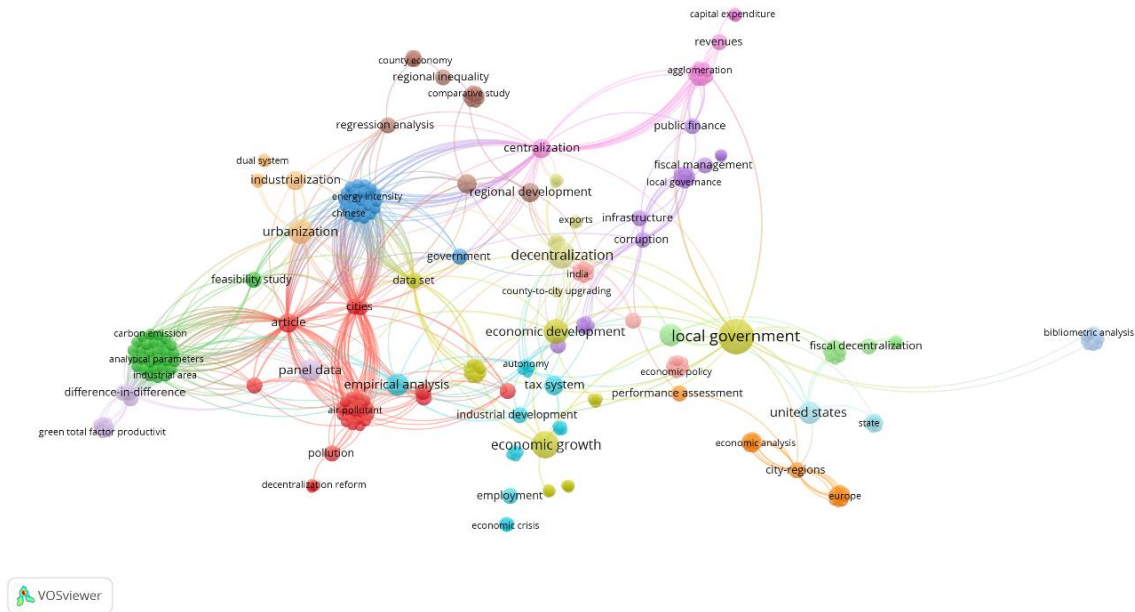 capital expenditure
revenues
agglomeration
county economy
regional inequality
comparative study
regression analysis
public finance
centralization
dual system
industrialization
fiscal management
local governance
energy intensity
chinese
regional development
urbanization
exports
infrastructure
corruption
government
decentralization
feasibility study
data set
india
county-to-city upgrading
cities
article
carbon emission
analytical parameters
industrial area
economic development
local government
fiscal decentralization
bibliometric analysis
panel data
autonomy
economic policy
difference-in-difference
empirical analysis
tax system
performance assessment
air pollutant
industrial development
united states
state
green total factor productivit
economic growth
economic analysis
pollution
city-regions
decentralization reform
employment
europe
economic crisis
VOSviewer